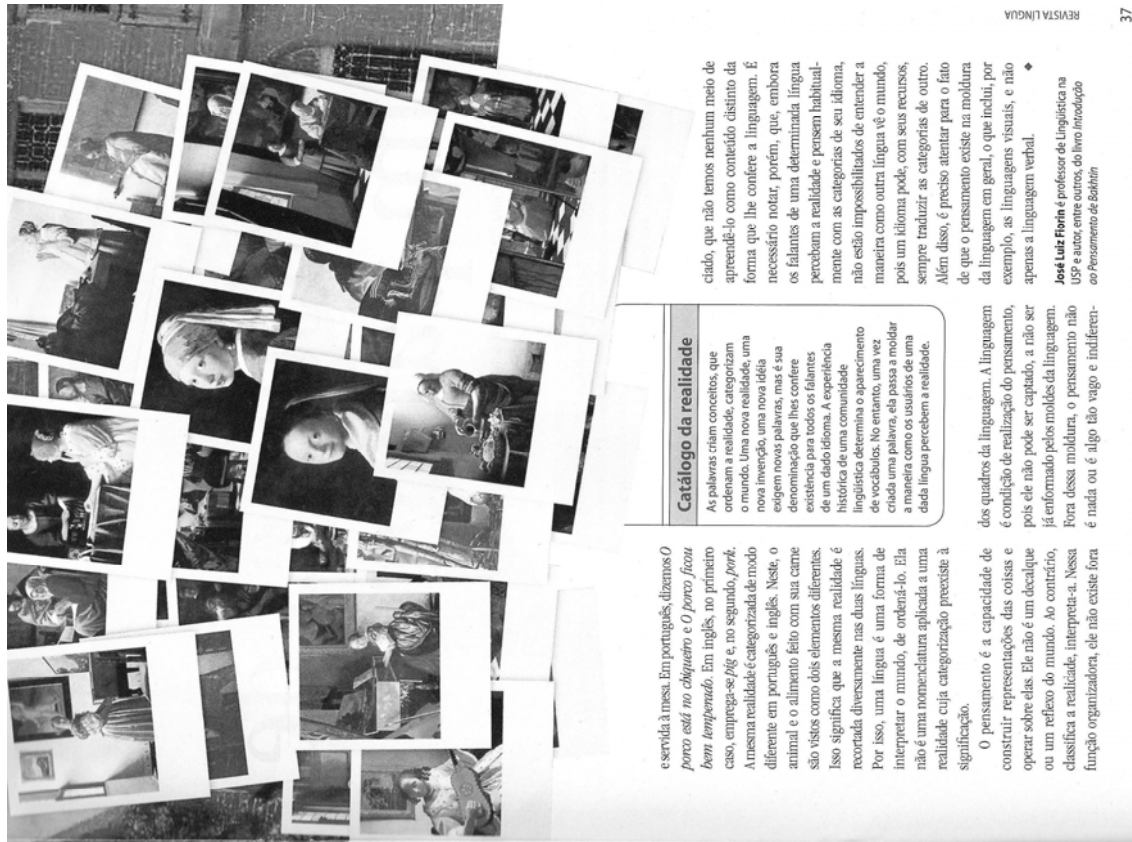 e servida à mesa. Em português, dizemos O
porco está no chiqueiro e O porco ficou
bem temperado. Em inglês, no primeiro
caso, emprega-se pig e, no segundo, pork.
A mesma realidade é categorizada de modo
diferente em português e inglês. Neste, o
animal e o alimento feito com sua carne
são vistos como dois elementos diferentes.
Isso significa que a mesma realidade é
recortada diversamente nas duas línguas.
Por isso, uma língua é uma forma de
interpretar o mundo, de ordená-lo. Ela
não é uma nomenclatura aplicada a uma
realidade cuja categorização preexiste à
significação.
O pensamento é a capacidade de
construir representações das coisas e
operar sobre elas. Ele não é um decalque
ou um reflexo do mundo. Ao contrário,
classifica a realidade, interpreta-a. Nessa
função organizadora, ele não existe fora
Catálogo da realidade
As palavras criam conceitos, que
ordenam a realidade, categorizam
o mundo. Uma nova realidade, uma
nova invenção, uma nova idéia
exigem novas palavras, mas é sua
denominação que lhes confere
existência para todos os falantes
de um dado idioma. A experiência
histórica de uma comunidade
lingüística determina o aparecimento
de vocábulos. No entanto, uma vez
criada uma palavra, ela passa a moldar
a maneira como os usuários de uma
dada língua percebem a realidade.
dos quadros da linguagem. A linguagem
é condição de realização do pensamento,
pois ele não pode ser captado, a não ser
já enformado pelos moldes da linguagem.
Fora dessa moldura, o pensamento não
é nada ou é algo tão vago e indiferen-
ciado, que não temos nenhum meio de
apreendê-lo como conteúdo distinto da
forma que lhe confere a linguagem. É
necessário notar, porém, que, embora
os falantes de uma determinada língua
percebam a realidade e pensem habitual-
mente com as categorias de seu idioma,
não estão impossibilitados de entender a
maneira como outra língua vê o mundo,
pois um idioma pode, com seus recursos,
sempre traduzir as categorias de outro.
Além disso, é preciso atentar para o fato
de que o pensamento existe na moldura
da linguagem em geral, o que inclui, por
exemplo, as linguagens visuais, e não
apenas a linguagem verbal. ◆
José Luiz Fiorin é professor de Lingüística na
USP e autor, entre outros, do livro Introdução
ao Pensamento de Bakhtin
REVISTA LÍNGUA
37